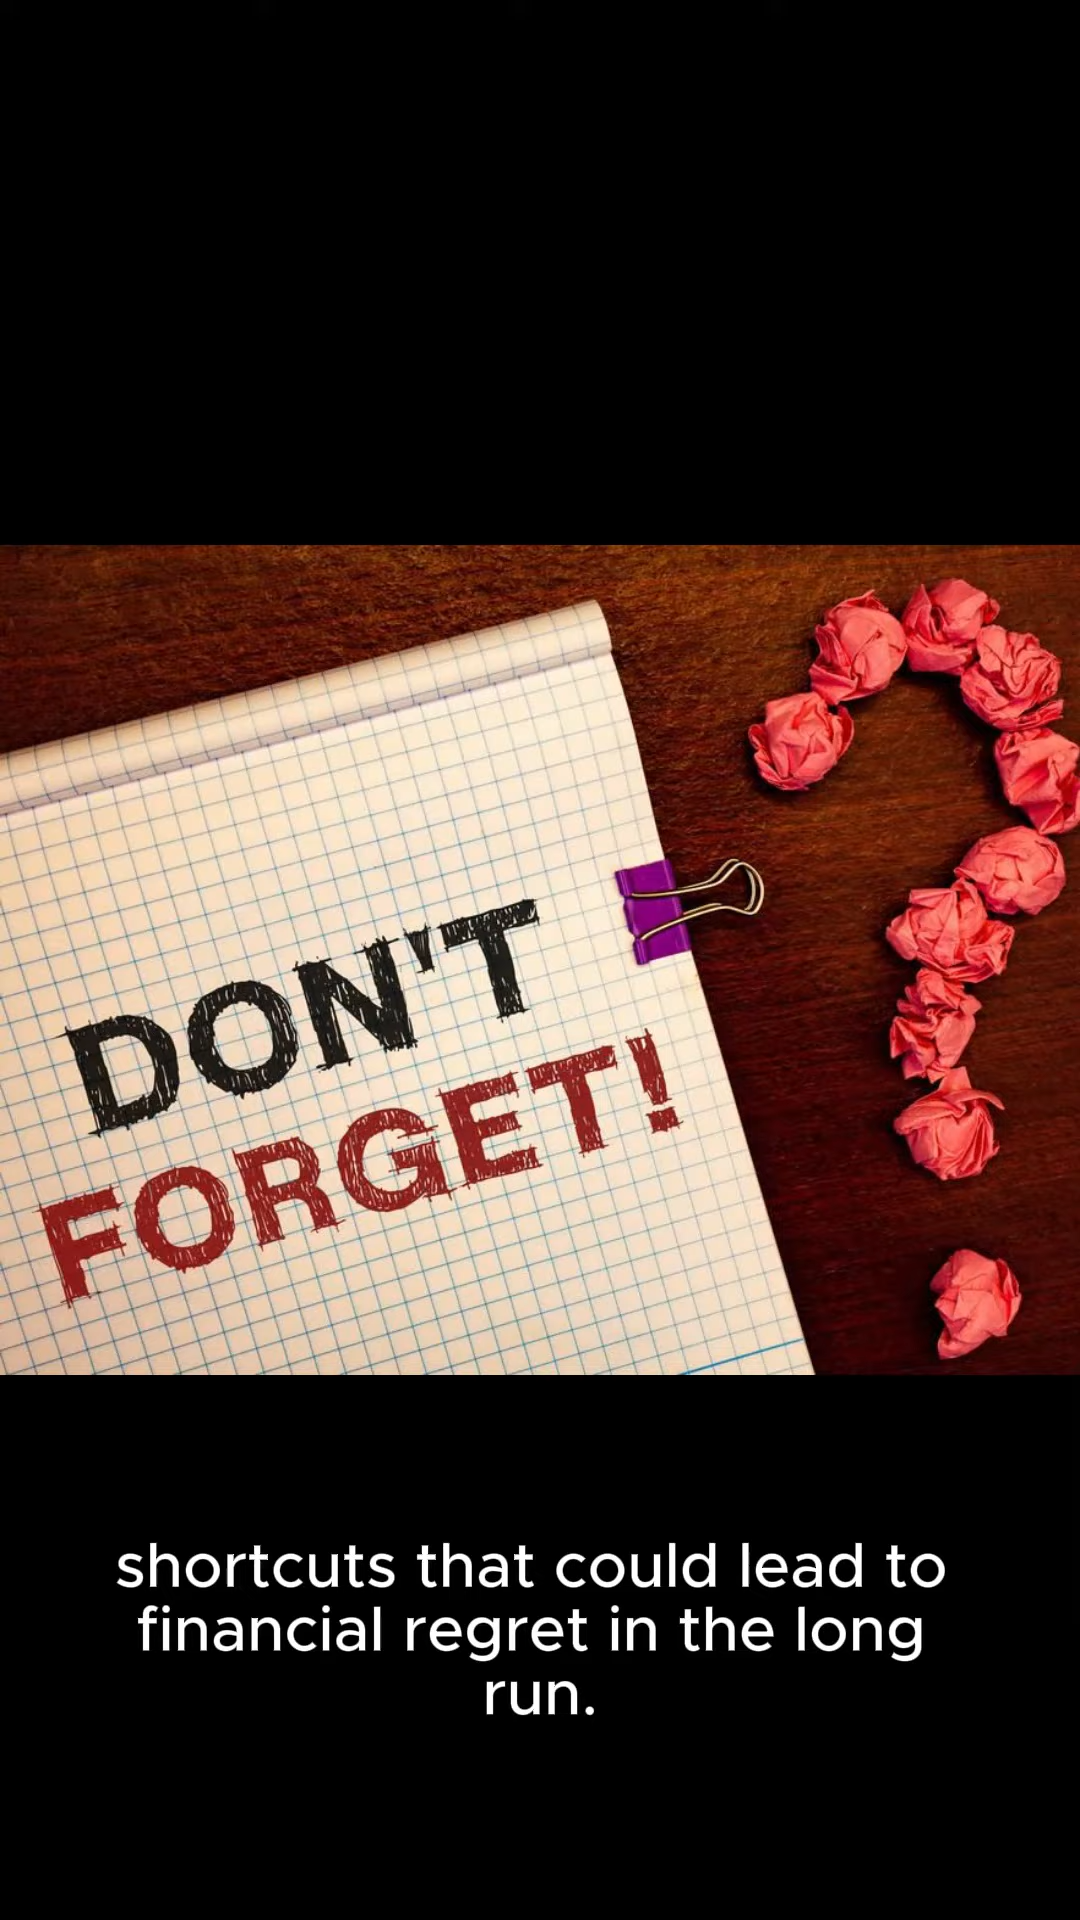 DON'T
FORGET!
shortcuts that could lead to
financial regret in the long
run.